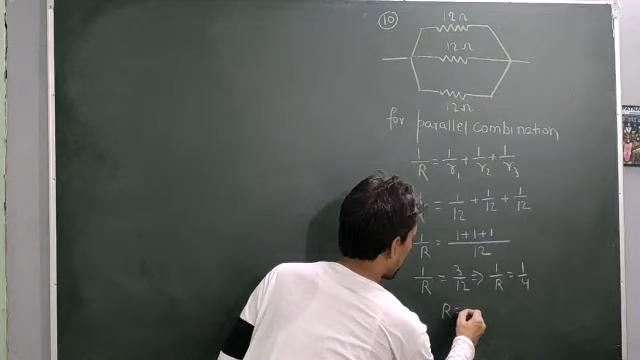 10
12Ω
12Ω
12Ω
for parallel combination
1/R = 1/r₁ + 1/r₂ + 1/r₃
= 1/12 + 1/12 + 1/12
1/R = 1+1+1/12
1/R = 3/12 ⇒ 1/R = 1/4
R =